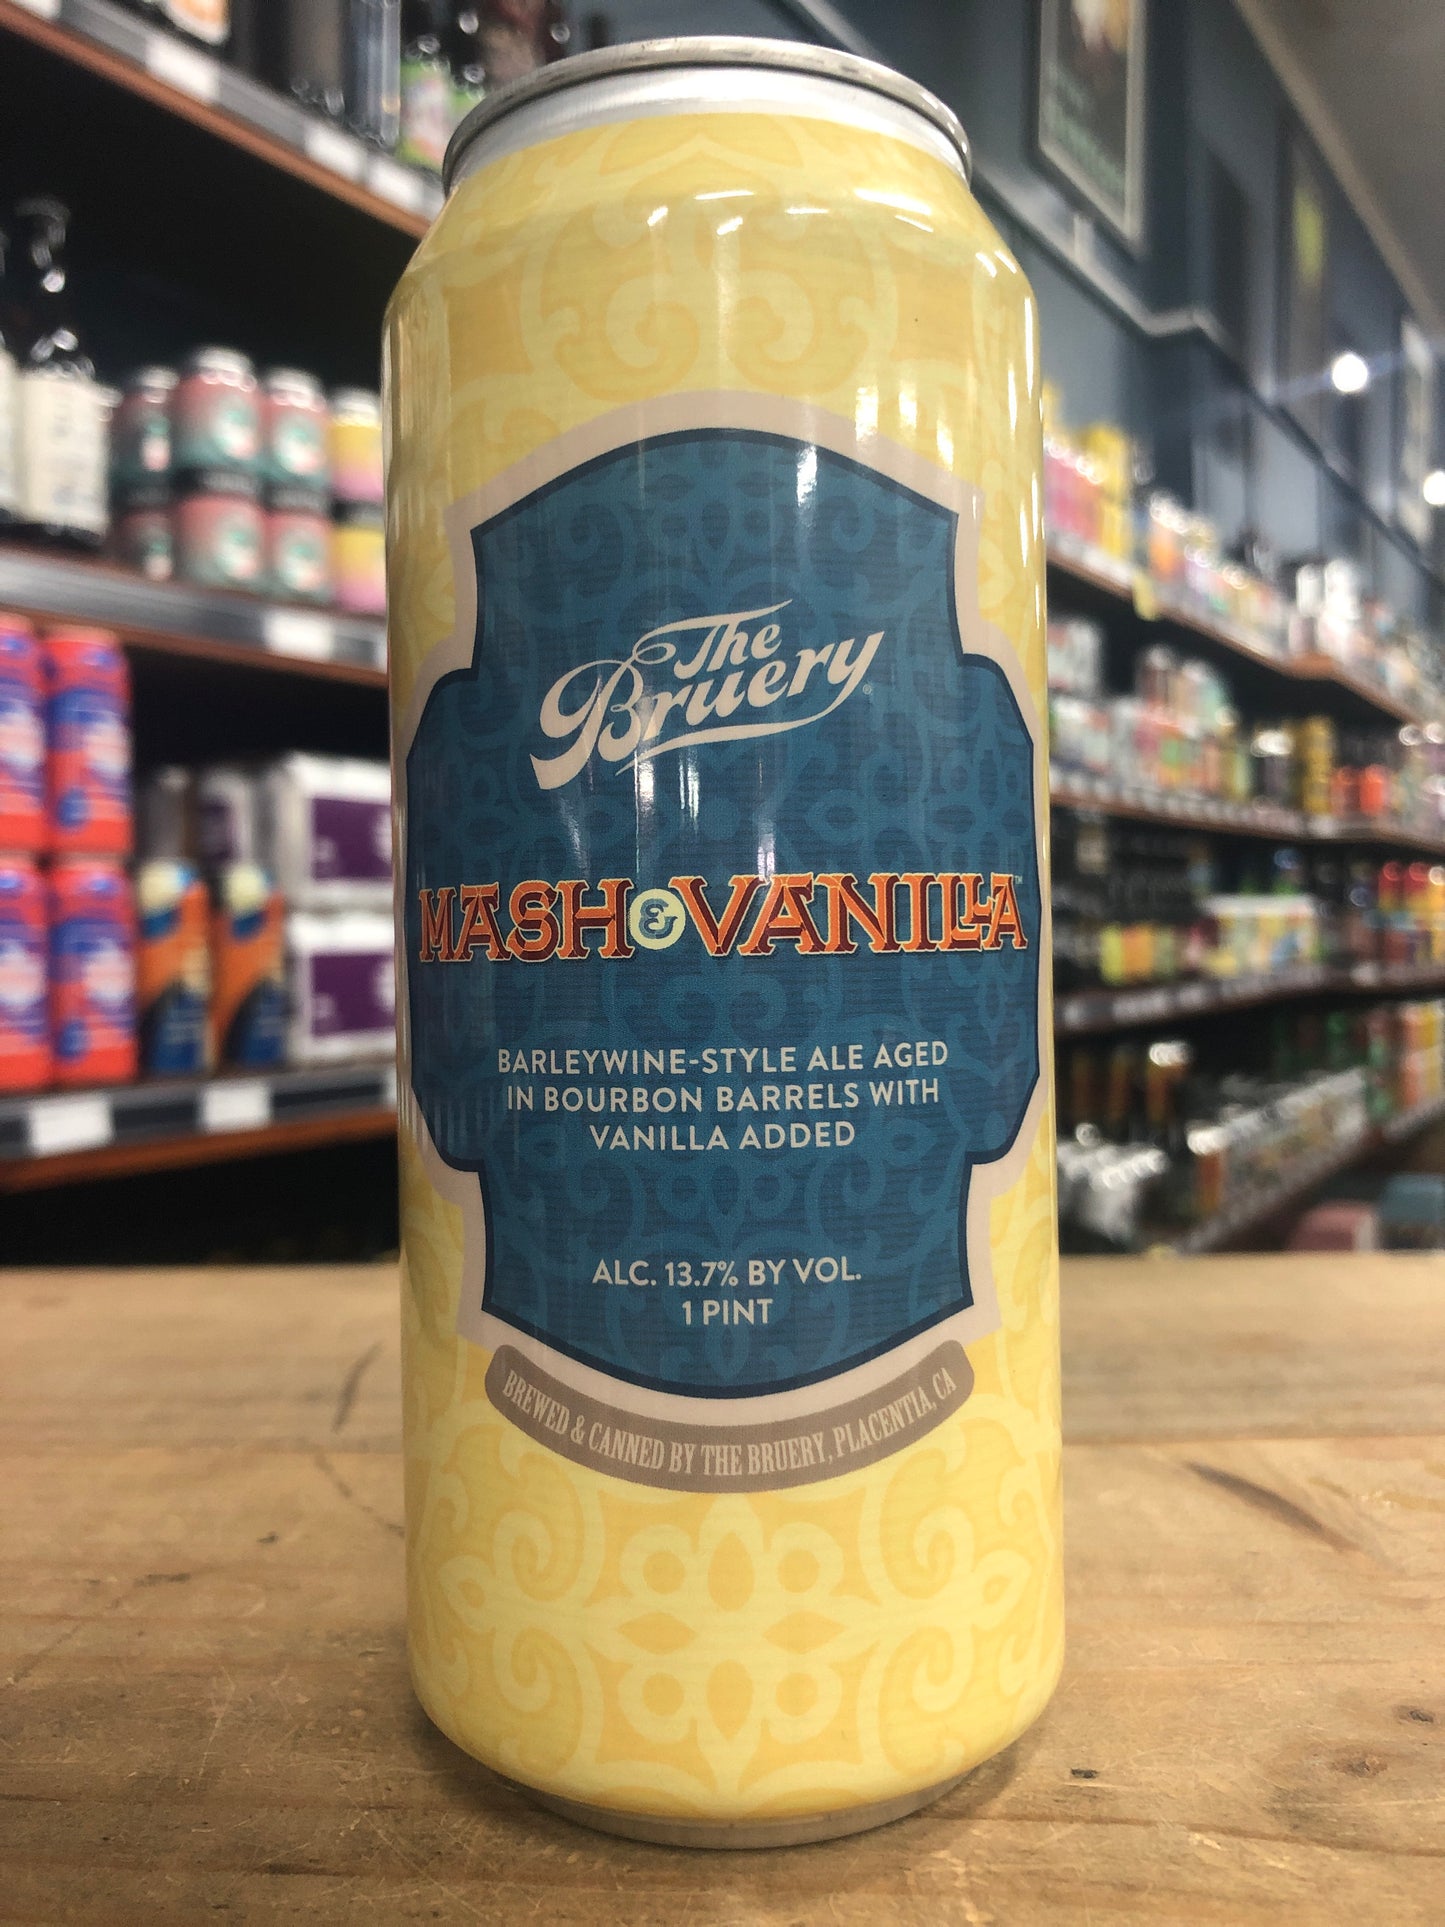 The
Bruery®
MASH & VANILLA™
BARLEYWINE-STYLE ALE AGED
IN BOURBON BARRELS WITH
VANILLA ADDED
ALC. 13.7% BY VOL.
1 PINT
BREWED & CANNED BY THE BRUERY, PLACENTIA, CA